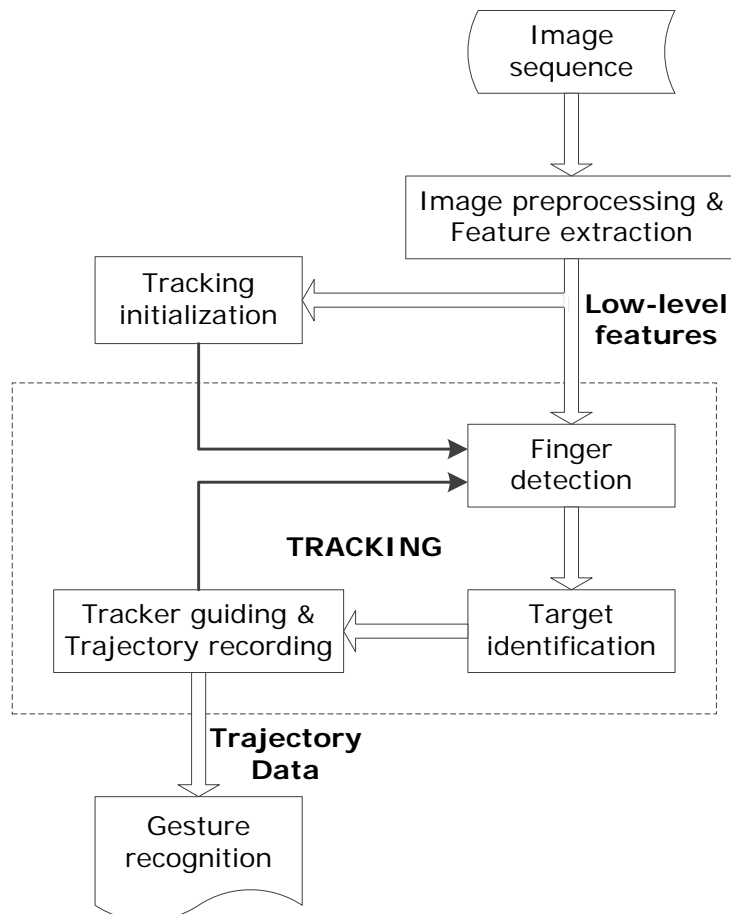 Image
sequence
Image preprocessing &
Feature extraction
Tracking
initialization
Low-level
features
Finger
detection
TRACKING
Tracker guiding &
Trajectory recording
Target
identification
Trajectory
Data
Gesture
recognition